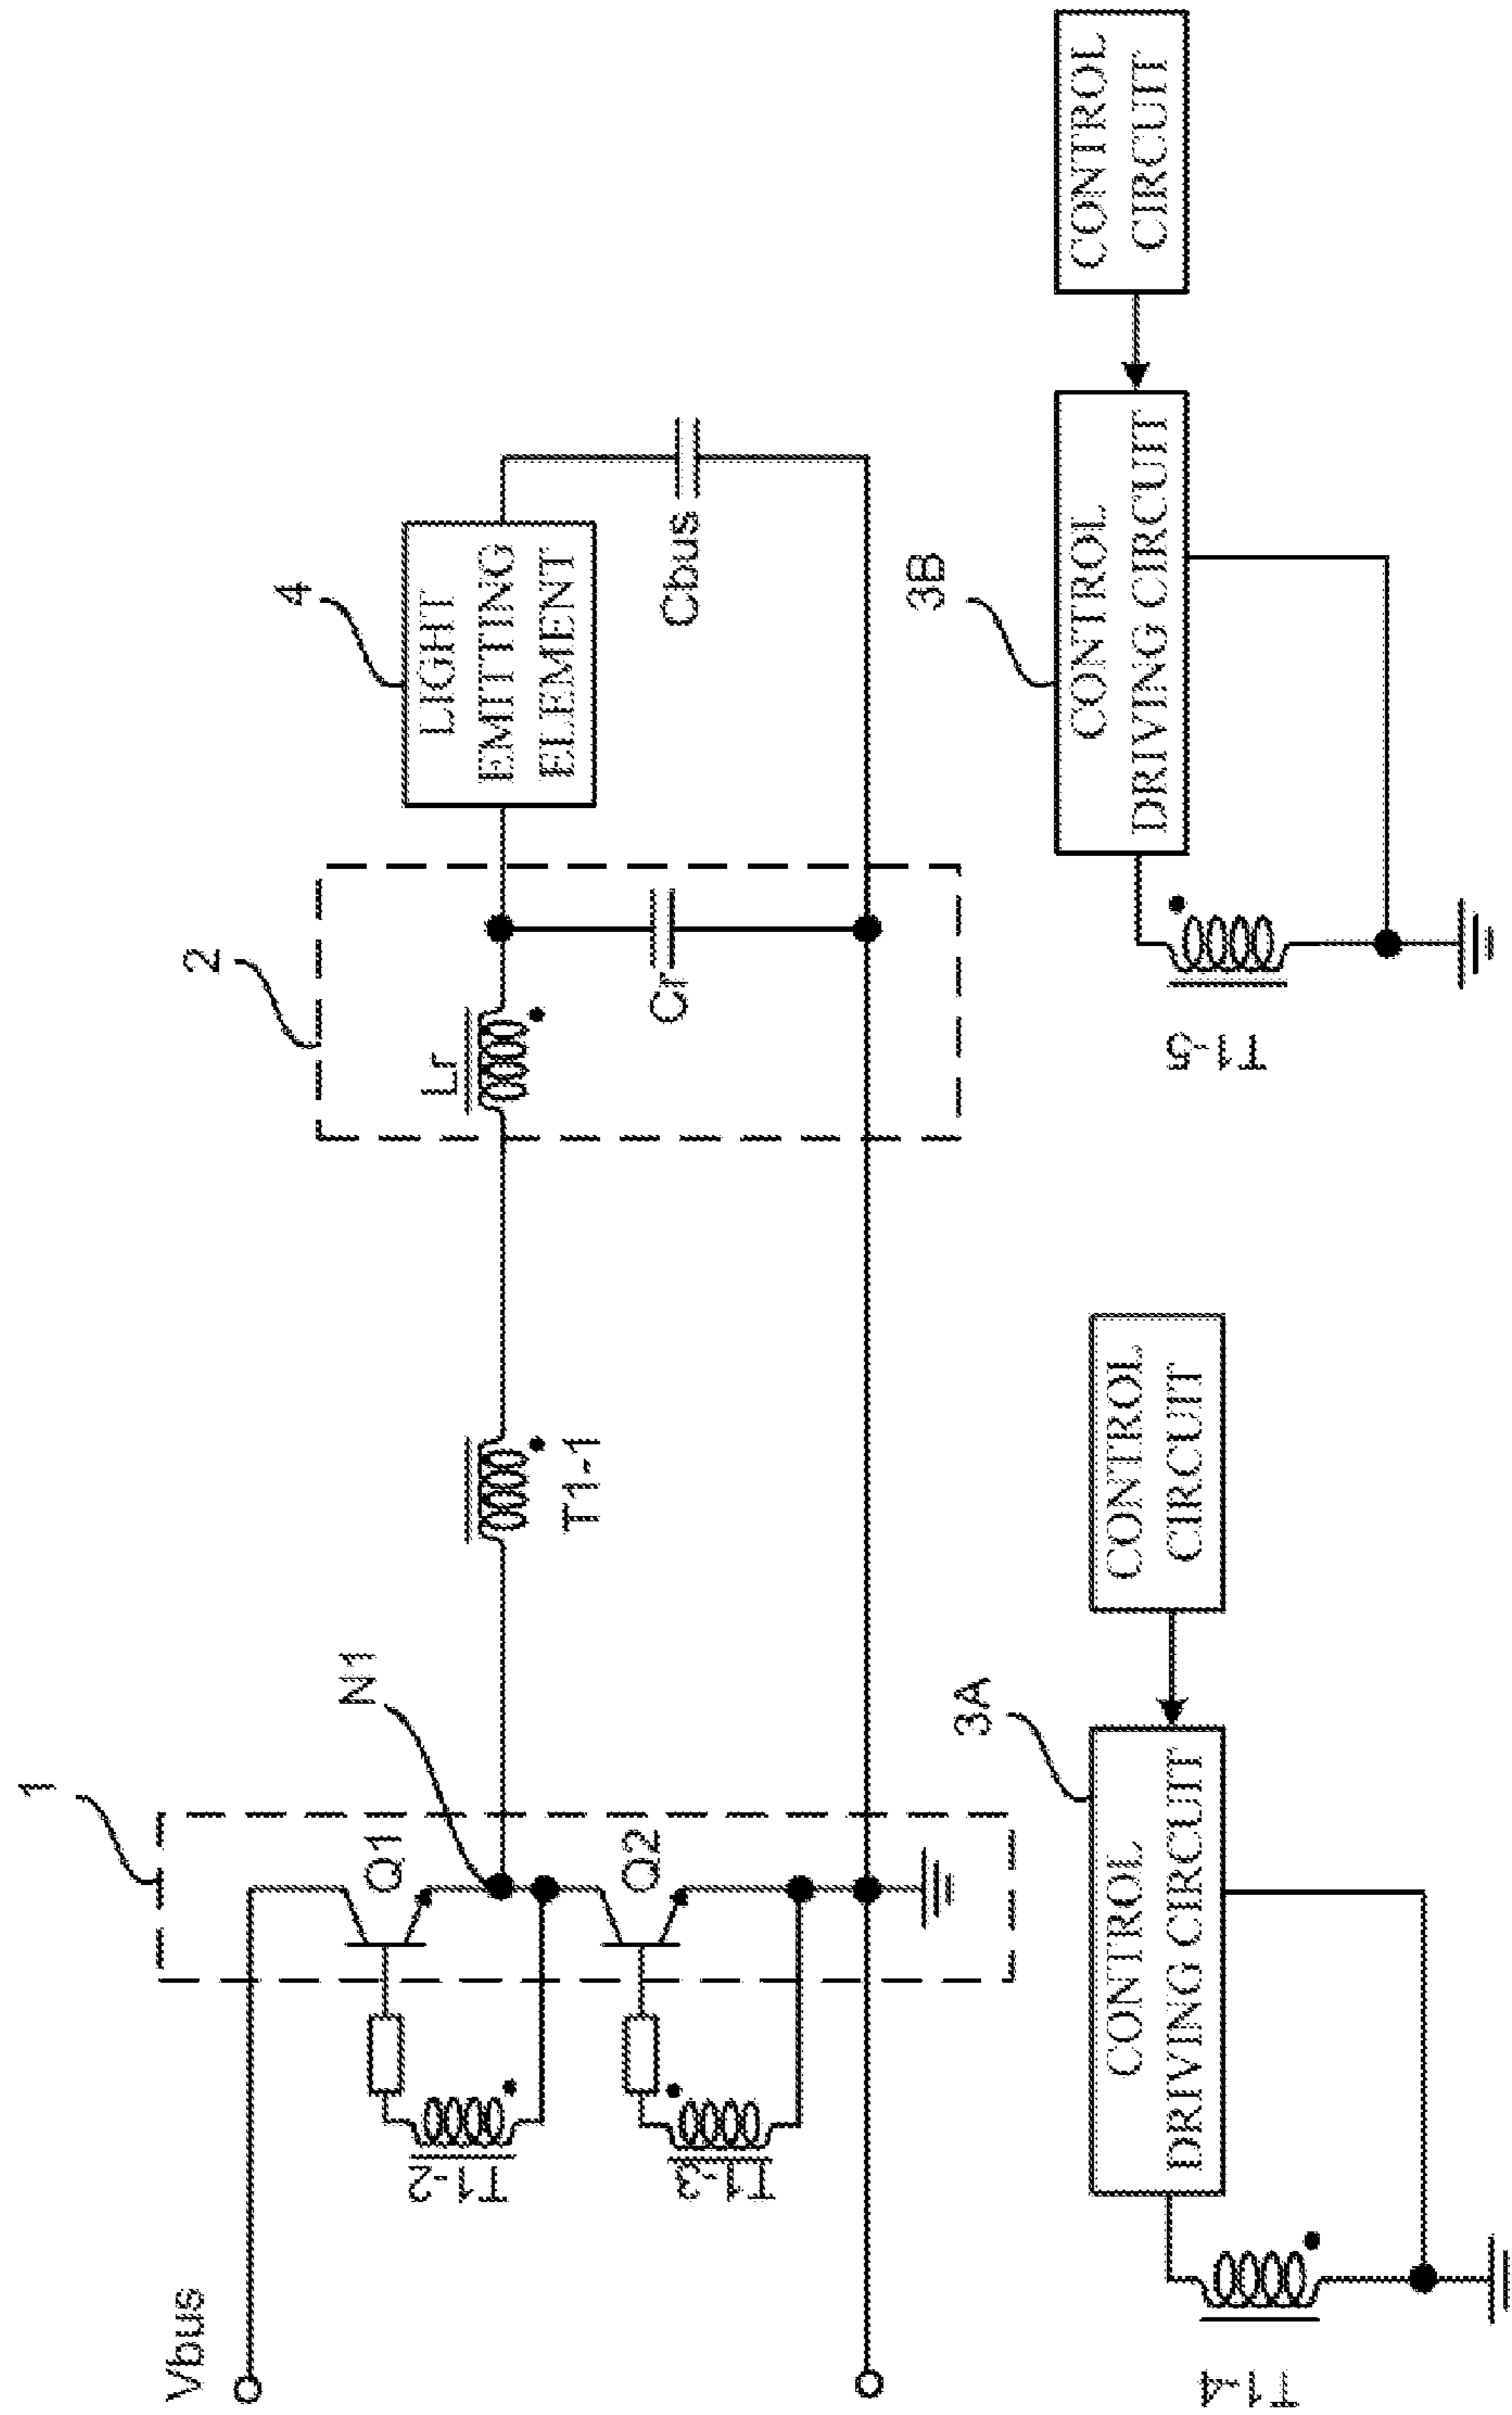 1
2
4
N1
Lr
LIGHT
EMITTING
ELEMENT
Vbus
Q1
T1-2
T1-1
Cr
Cbus
Q2
T1-3
3A
3B
CONTROL
DRIVING CIRCUIT
CONTROL
CIRCUIT
T1-4
CONTROL
DRIVING CIRCUIT
CONTROL
CIRCUIT
T1-5